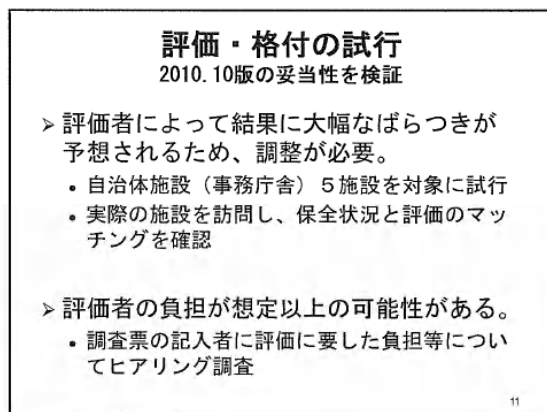 評価・格付の試行
2010.10版の妥当性を検証
➢評価者によって結果に大幅なばらつきが
予想されるため、調整が必要。
・自治体施設（事務庁舎）５施設を対象に試行
・実際の施設を訪問し、保全状況と評価のマッ
チングを確認
➢評価者の負担が想定以上の可能性がある。
・調査票の記入者に評価に要した負担等につい
てヒアリング調査
11